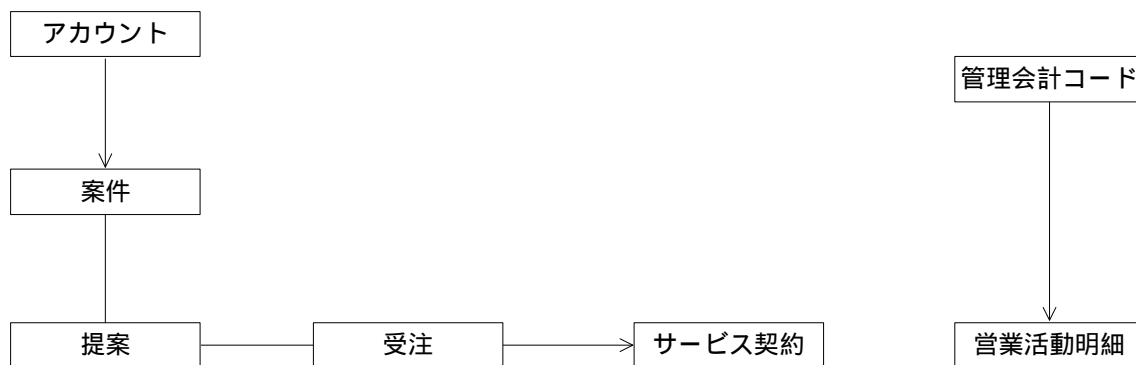 アカウント
管理会計コード
案件
提案
受注
サービス契約
営業活動明細